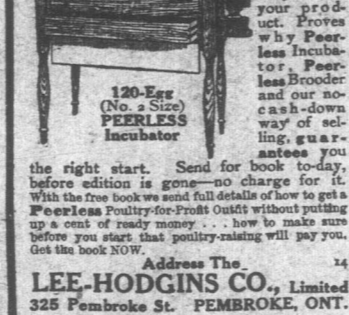 your prod-
uct. Proves
why Peer-
less Incuba-
tor, Peer-
less Brooder
and our no-
cash-down
way of sel-
ling, guar-
antees you
120-Egg
(No. 2 Size)
PEERLESS
Incubator
the right start. Send for book to-day,
before edition is gone—no charge for it.
With the free book we send full details of how to get a
Peerless Poultry-for-Profit Outfit without putting
up a cent of ready money . . . how to make sure
before you start that poultry-raising will pay you.
Get the book NOW.
Address The 14
LEE-HODGINS CO., Limited
325 Pembroke St. PEMBROKE, ONT.